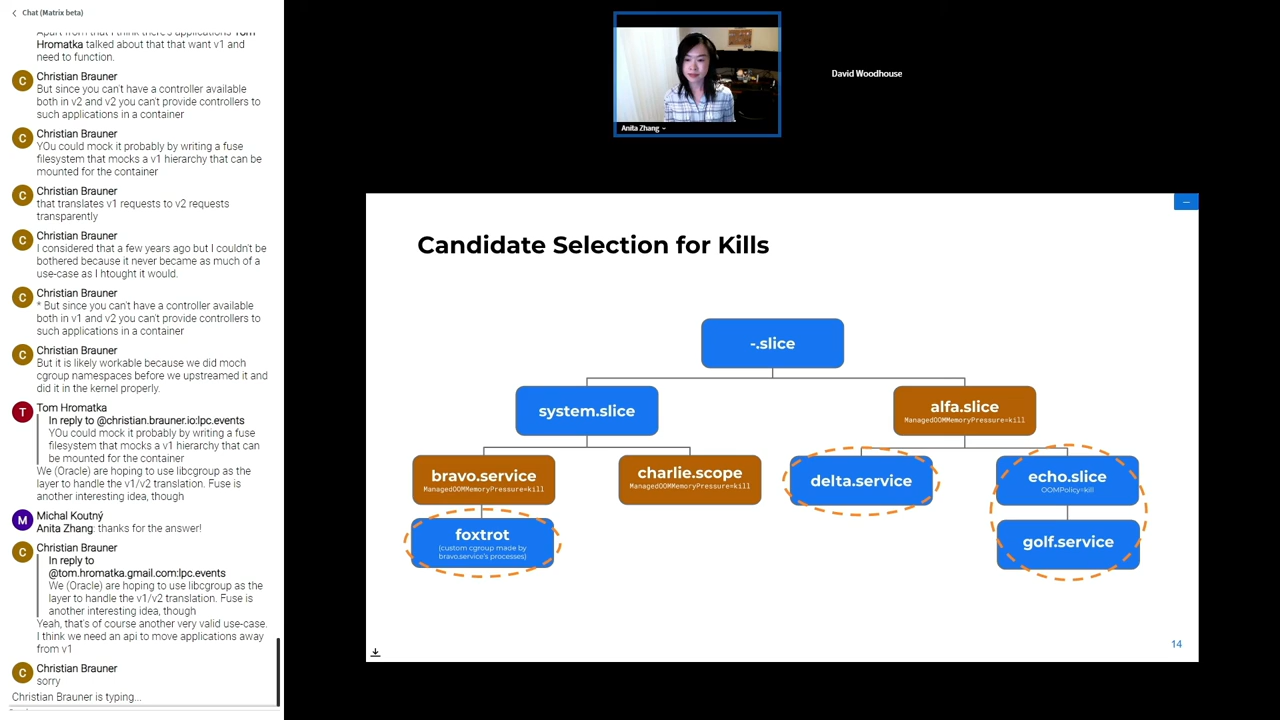 Chat (Matrix beta)
Apart from that I think there's applications Tom
Hromatka talked about that that want v1 and
need to function.
C
Christian Brauner
But since you can't have a controller available
both in v2 and v2 you can't provide controllers to
such applications in a container
C
Christian Brauner
YOu could mock it probably by writing a fuse
filesystem that mocks a v1 hierarchy that can be
mounted for the container
C
Christian Brauner
that translates v1 requests to v2 requests
transparently
C
Christian Brauner
I considered that a few years ago but I couldn't be
bothered because it never became as much of a
use-case as I htought it would.
C
Christian Brauner
* But since you can't have a controller available
both in v1 and v2 you can't provide controllers to
such applications in a container
C
Christian Brauner
But it is likely workable because we did moch
cgroup namespaces before we upstreamed it and
did it in the kernel properly.
T
Tom Hromatka
In reply to @christian.brauner.io:lpc.events
YOu could mock it probably by writing a fuse
filesystem that mocks a v1 hierarchy that can
be mounted for the container
We (Oracle) are hoping to use libcgroup as the
layer to handle the v1/v2 translation. Fuse is
another interesting idea, though
M
Michal Koutný
Anita Zhang: thanks for the answer!
C
Christian Brauner
In reply to
@tom.hromatka.gmail.com:lpc.events
We (Oracle) are hoping to use libcgroup as the
layer to handle the v1/v2 translation. Fuse is
another interesting idea, though
Yeah, that's of course another very valid use-case.
I think we need an api to move applications away
from v1
C
Christian Brauner
sorry
Christian Brauner is typing...
Anita Zhang
David Woodhouse
Candidate Selection for Kills
-.slice
system.slice
alfa.slice
ManagedOOMMemoryPressure=kill
bravo.service
ManagedOOMMemoryPressure=kill
charlie.scope
ManagedOOMMemoryPressure=kill
delta.service
echo.slice
OOMPolicy=kill
foxtrot
(custom cgroup made by
bravo.service's processes)
golf.service
14